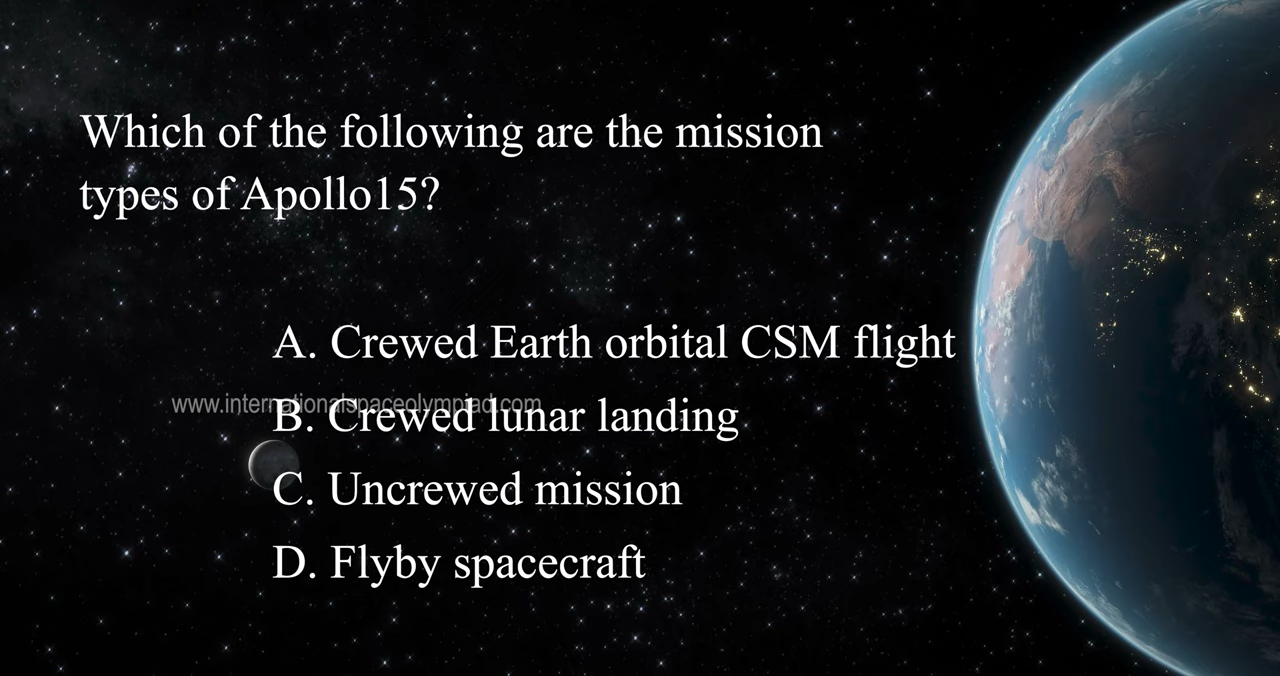 Which of the following are the mission
types of Apollo15?
A. Crewed Earth orbital CSM flight
www.internationalspaceolympiad.com
B. Crewed lunar landing
C. Uncrewed mission
D. Flyby spacecraft